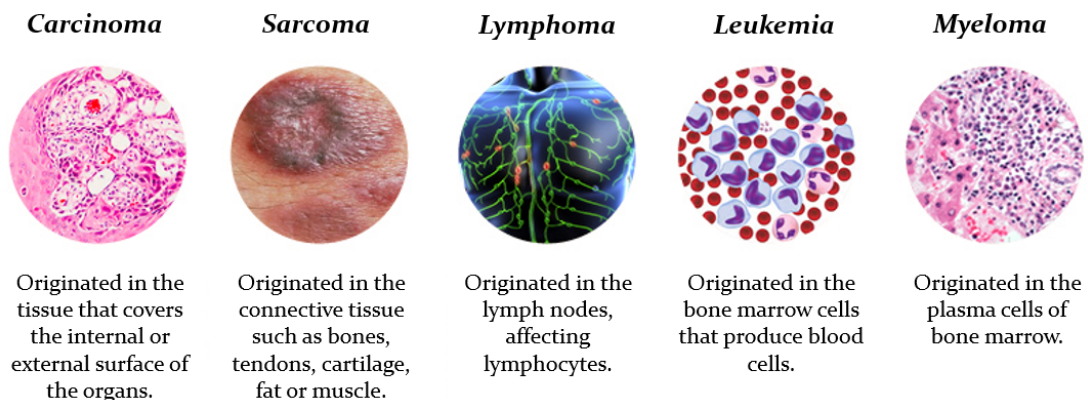 Carcinoma
Sarcoma
Lymphoma
Leukemia
Myeloma
Originated in the
tissue that covers
the internal or
external surface of
the organs.
Originated in the
connective tissue
such as bones,
tendons, cartilage,
fat or muscle.
Originated in the
lymph nodes,
affecting
lymphocytes.
Originated in the
bone marrow cells
that produce blood
cells.
Originated in the
plasma cells of
bone marrow.